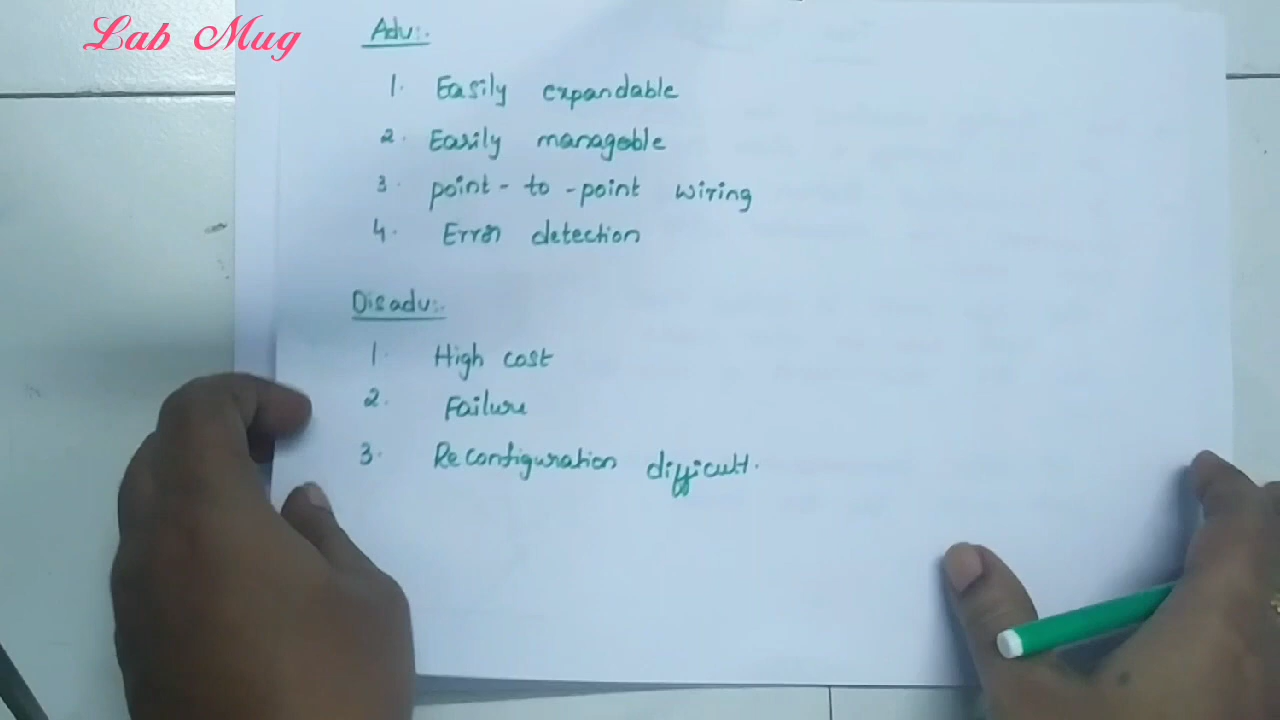 Lab Mug
Adv:.
1. Easily expandable
2. Easily manageable
3. point-to-point wiring
4. Error detection
Disadv:.
1. High cost
2. Failure
3. Reconfiguration difficult.